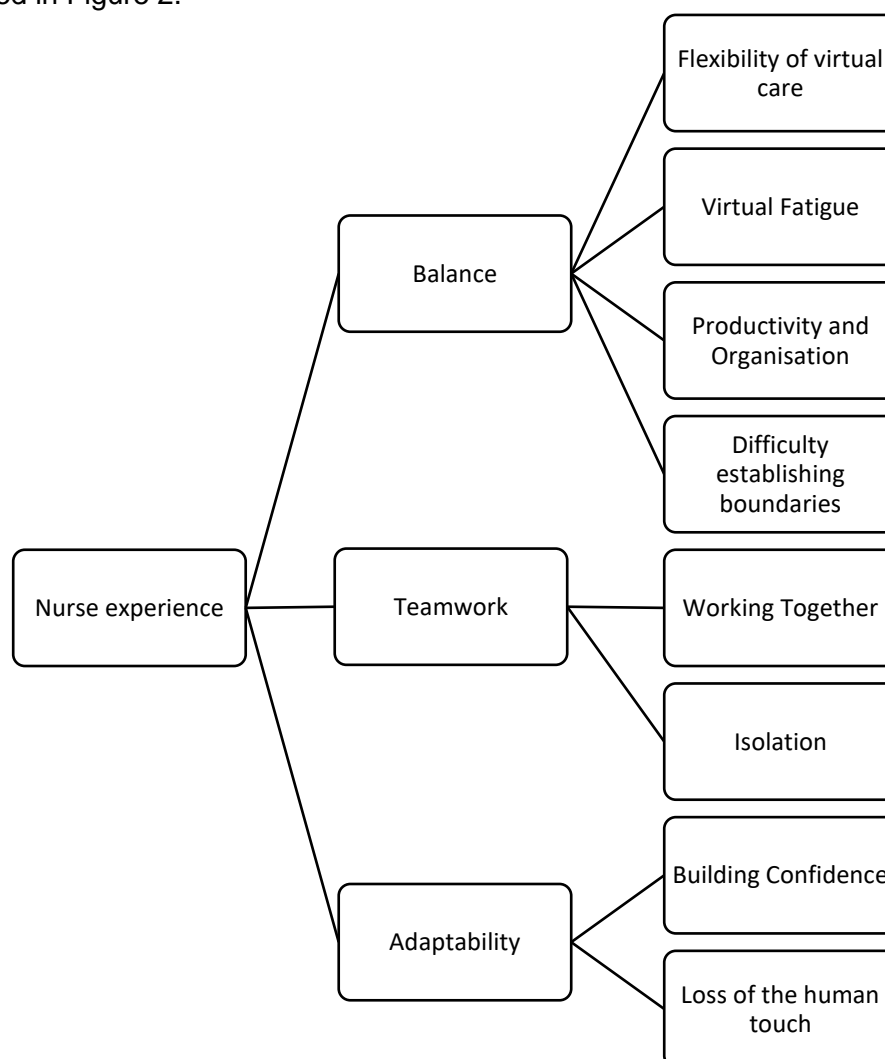 ed in Figure 2.
Flexibility of virtual
care
Virtual Fatigue
Balance
Productivity and
Organisation
Difficulty
establishing
boundaries
Nurse experience
Teamwork
Working Together
Isolation
Building Confidence
Adaptability
Loss of the human
touch